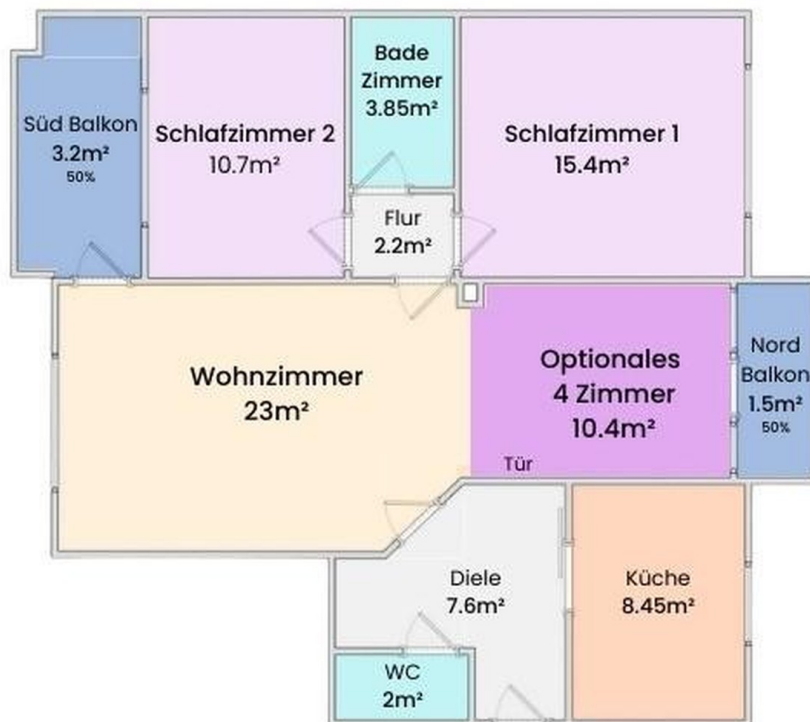 Süd Balkon
3.2m²
50%
Schlafzimmer 2
10.7m²
Bade
Zimmer
3.85m²
Schlafzimmer 1
15.4m²
Flur
2.2m²
Wohnzimmer
23m²
Optionales
4 Zimmer
10.4m²
Tür
Nord
Balkon
1.5m²
50%
Diele
7.6m²
Küche
8.45m²
WC
2m²